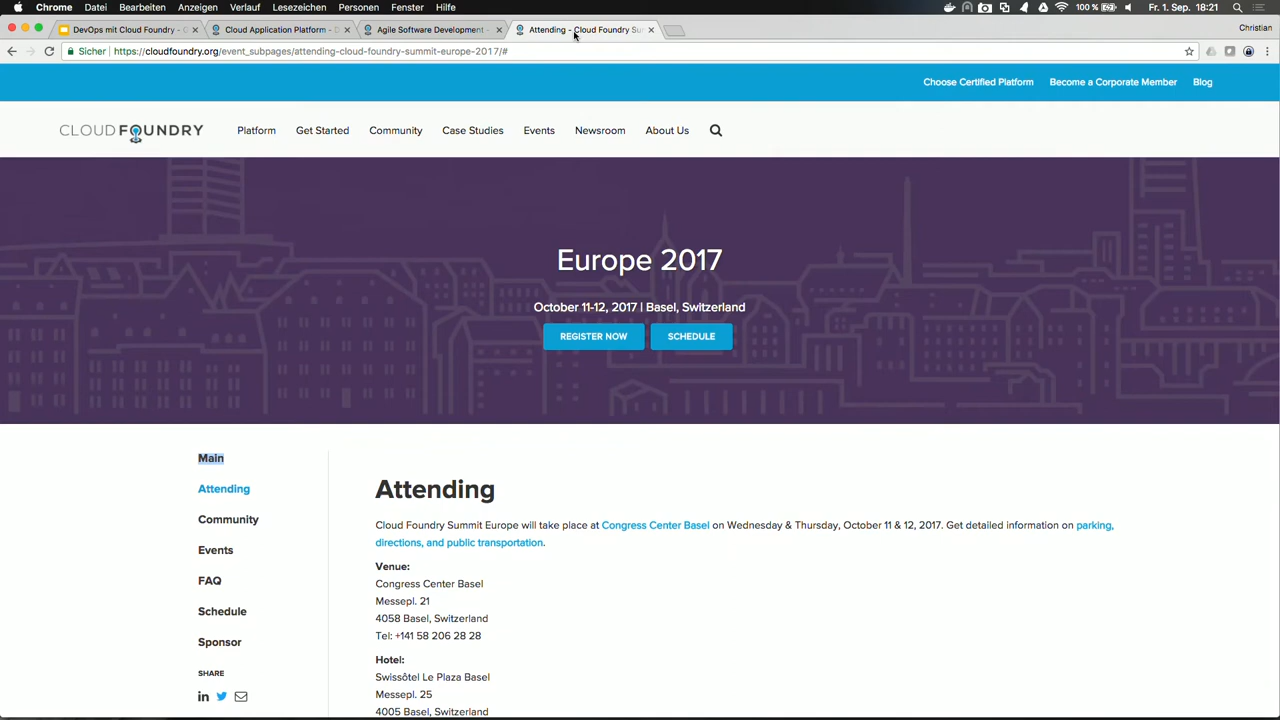 Chrome Datei Bearbeiten Anzeigen Verlauf Lesezeichen Personen Fenster Hilfe 100 % Fr. 1. Sep. 18:21
DevOps mit Cloud Foundry - Cloud Application Platform - Agile Software Development - Attending - Cloud Foundry Su Christian
Sicher https://cloudfoundry.org/event_subpages/attending-cloud-foundry-summit-europe-2017/#
Choose Certified Platform Become a Corporate Member Blog
CLOUD FOUNDRY Platform Get Started Community Case Studies Events Newsroom About Us
Europe 2017
October 11-12, 2017 | Basel, Switzerland
REGISTER NOW SCHEDULE
Main
Attending
Community
Events
FAQ
Schedule
Sponsor
SHARE
Attending
Cloud Foundry Summit Europe will take place at Congress Center Basel on Wednesday & Thursday, October 11 & 12, 2017. Get detailed information on parking,
directions, and public transportation.
Venue:
Congress Center Basel
Messepl. 21
4058 Basel, Switzerland
Tel: +41 58 206 28 28
Hotel:
Swissôtel Le Plaza Basel
Messepl. 25
4005 Basel, Switzerland